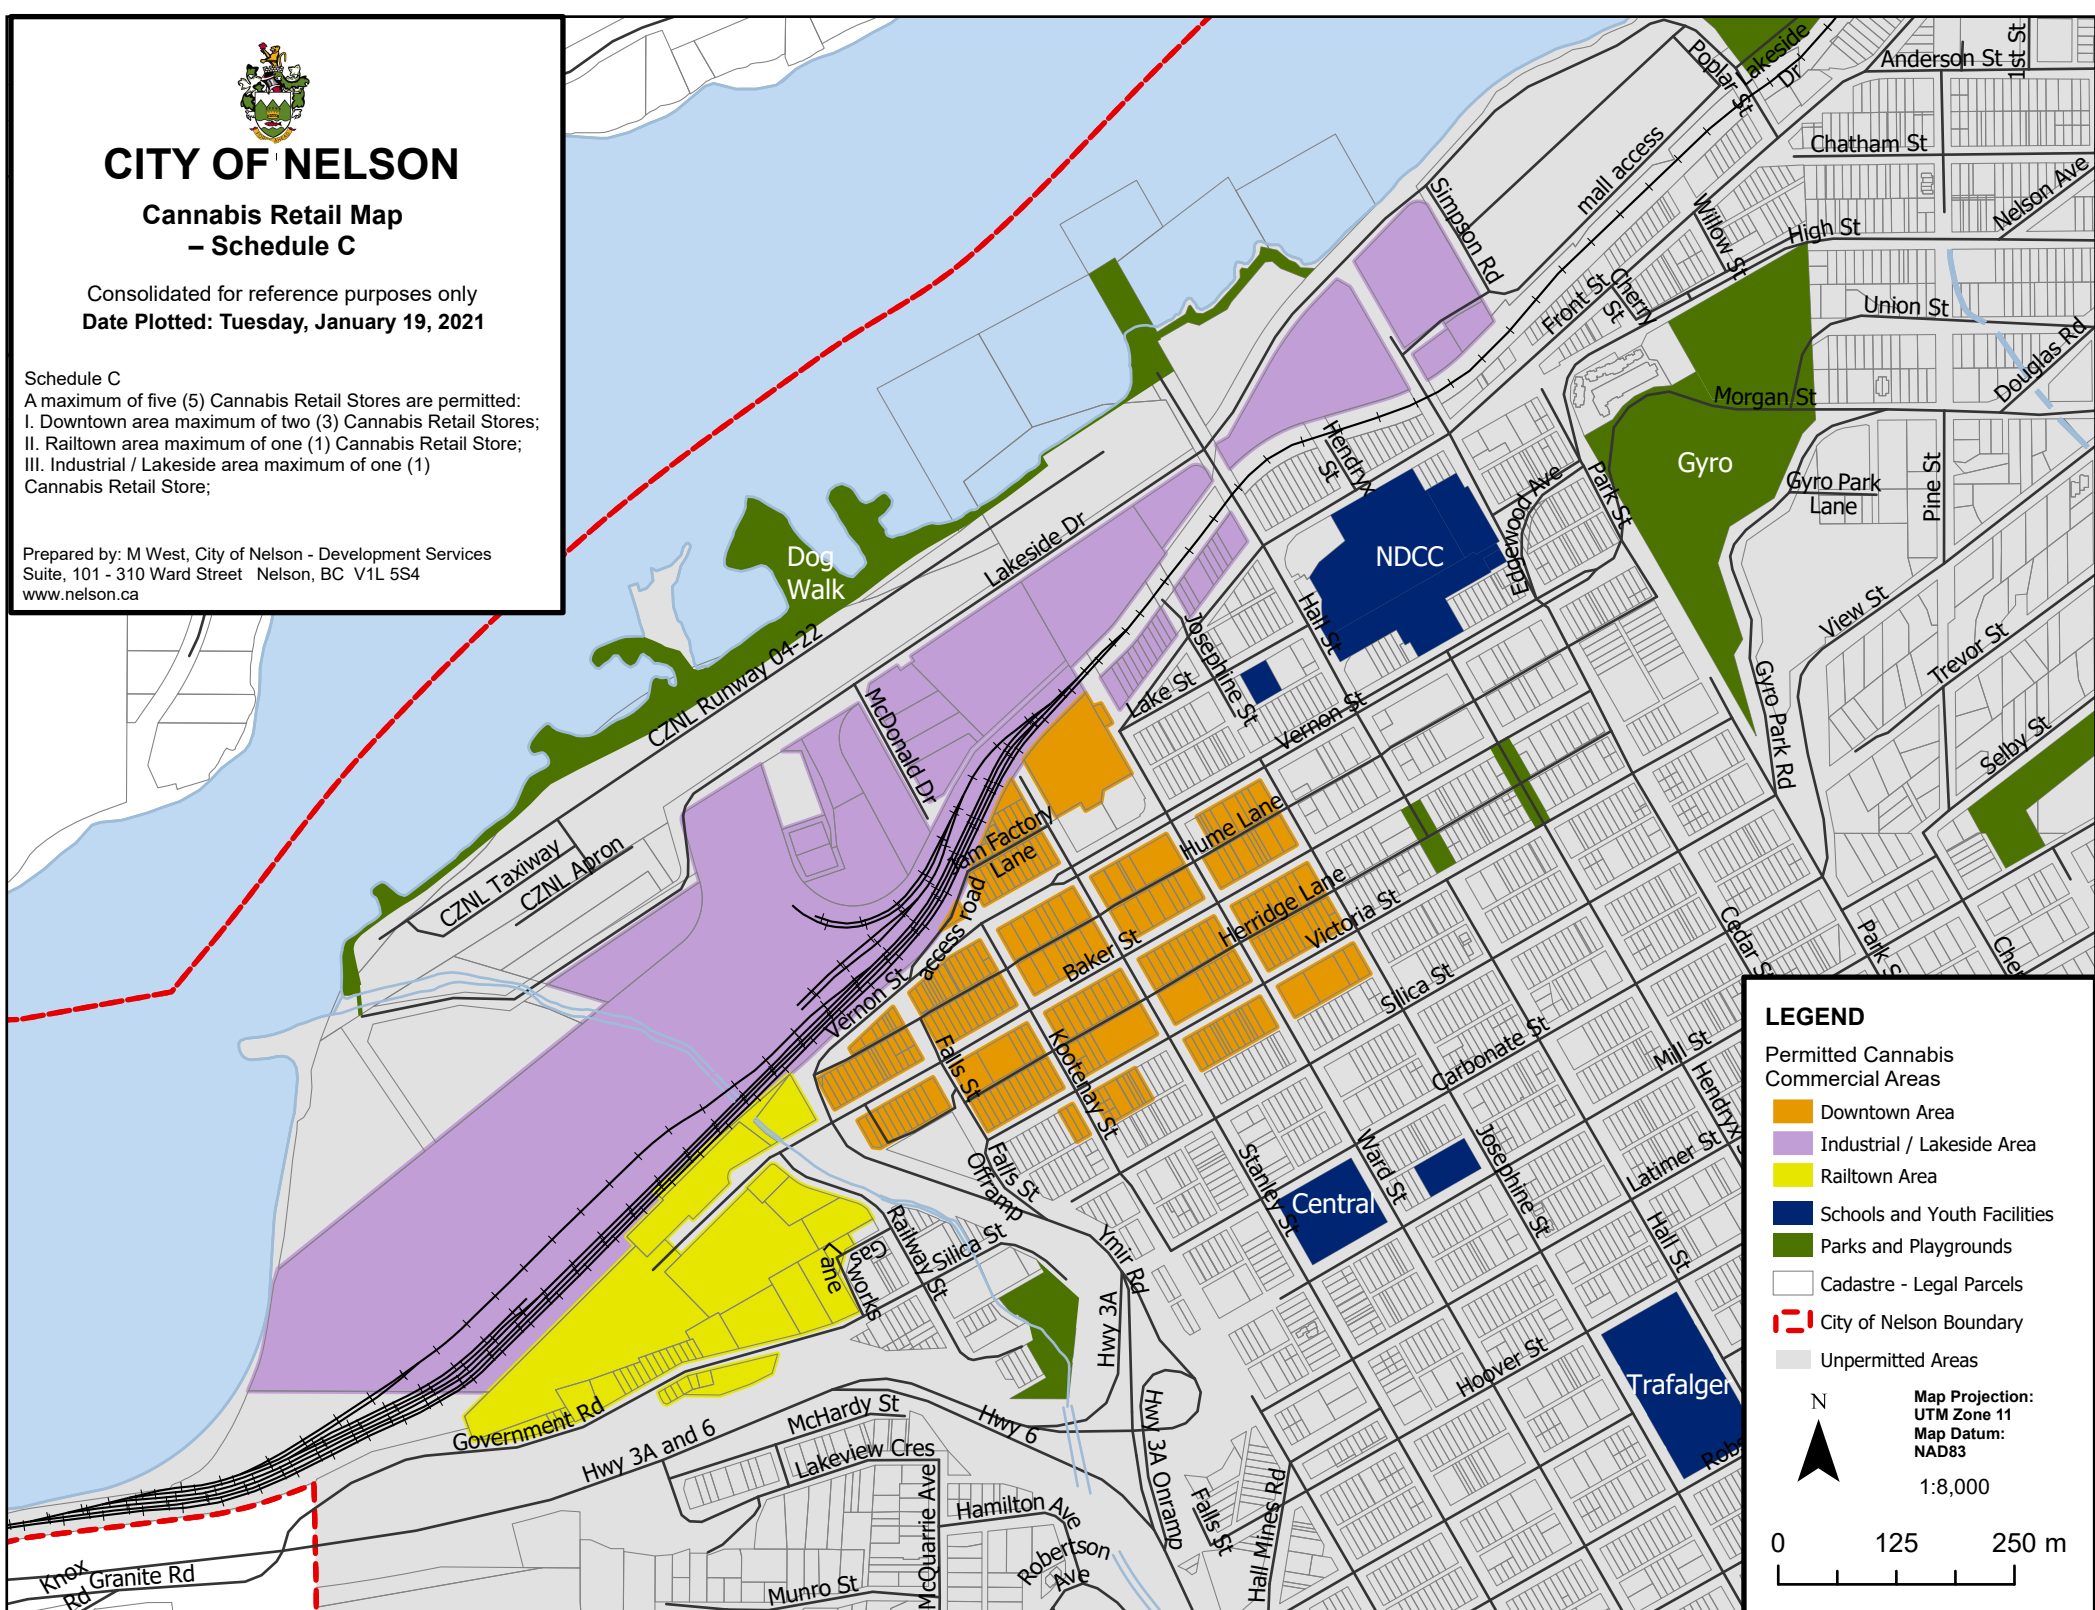 CITY OF NELSON
Cannabis Retail Map
– Schedule C
Consolidated for reference purposes only
Date Plotted: Tuesday, January 19, 2021
Schedule C
A maximum of five (5) Cannabis Retail Stores are permitted:
I. Downtown area maximum of two (3) Cannabis Retail Stores;
II. Railtown area maximum of one (1) Cannabis Retail Store;
III. Industrial / Lakeside area maximum of one (1)
Cannabis Retail Store;
Prepared by: M West, City of Nelson - Development Services
Suite, 101 - 310 Ward Street   Nelson, BC  V1L 5S4
www.nelson.ca
Poplar St
Lakeside
Dr
Anderson St
1st St
mall access
Chatham St
Nelson Ave
Simpson Rd
Willow St
High St
Front St
Cherry
St
Union St
Douglas Rd
Morgan St
Hendryx
St
Gyro
Park St
Gyro Park
Lane
Pine St
Edgewood Ave
NDCC
Dog
Walk
Lakeside Dr
CZNL Runway 04-22
Hall St
Josephine St
Lake St
Vernon St
View St
Trevor St
Gyro Park Rd
Selby St
McDonald Dr
CZNL Taxiway
CZNL Apron
Lane
Hume Lane
access road
Herridge Lane
Victoria St
Baker St
Vernon St
Silica St
Cedar S
Park S
Cher
Falls St
Kootenay St
Carbonate St
Mill St
Hendryx
Latimer St
Josephine St
Ward St
Stanley St
Central
Hall St
Falls St
Offramp
Ymir Rd
Railway St
Silica St
Gas works
Lane
Hwy 3A
Hoover St
Trafalger
Government Rd
Hwy 3A and 6
McHardy St
Lakeview Cres
Hwy 6
Hwy 3A Onramp
McQuarrie Ave
Hamilton Ave
Robertson
Ave
Falls St
Hall Mines Rd
Munro St
Knox
Rd
Granite Rd
LEGEND
Permitted Cannabis
Commercial Areas
Downtown Area
Industrial / Lakeside Area
Railtown Area
Schools and Youth Facilities
Parks and Playgrounds
Cadastre - Legal Parcels
City of Nelson Boundary
Unpermitted Areas
N
Map Projection:
UTM Zone 11
Map Datum:
NAD83
1:8,000
0 125 250 m